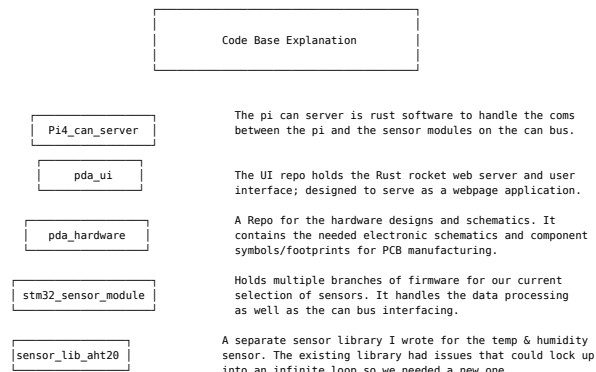 Code Base Explanation
Pi4_can_server
The pi can server is rust software to handle the coms
between the pi and the sensor modules on the can bus.
pda_ui
The UI repo holds the Rust rocket web server and user
interface; designed to serve as a webpage application.
pda_hardware
A Repo for the hardware designs and schematics. It
contains the needed electronic schematics and component
symbols/footprints for PCB manufacturing.
stm32_sensor_module
Holds multiple branches of firmware for our current
selection of sensors. It handles the data processing
as well as the can bus interfacing.
sensor_lib_aht20
A separate sensor library I wrote for the temp & humidity
sensor. The existing library had issues that could lock up
into an infinite loop so we needed a new one